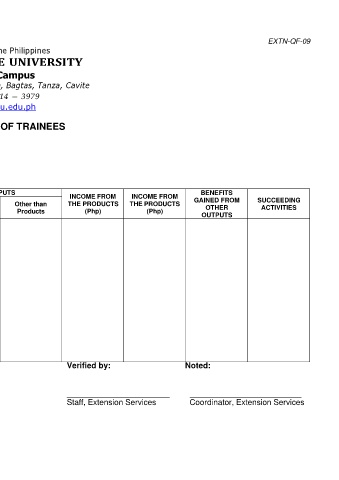 EXTN-QF-09
ne Philippines
E UNIVERSITY
Campus
, Bagtas, Tanza, Cavite
14 – 3979
u.edu.ph
OF TRAINEES
PUTS
Other than
Products
INCOME FROM
THE PRODUCTS
(Php)
INCOME FROM
THE PRODUCTS
(Php)
BENEFITS
GAINED FROM
OTHER
OUTPUTS
SUCCEEDING
ACTIVITIES
Verified by:
Noted:
Staff, Extension Services
Coordinator, Extension Services